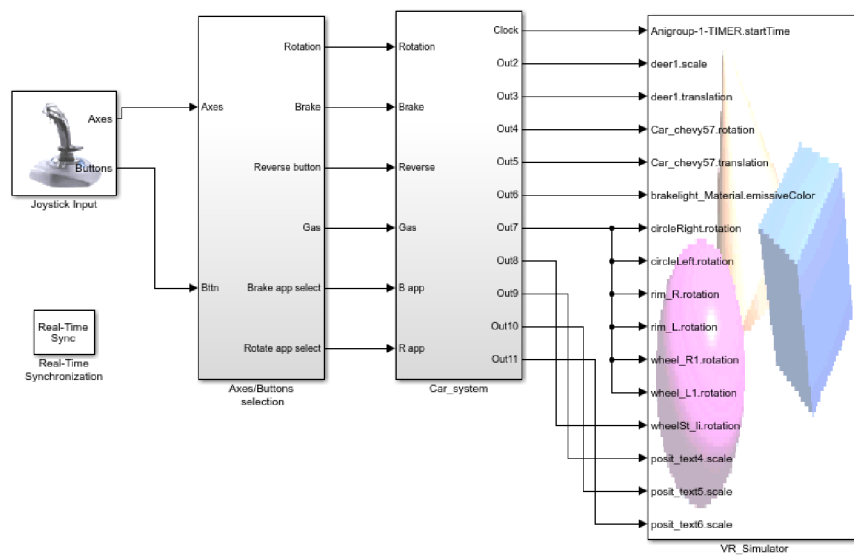 Axes
Buttons
Joystick Input
Real-Time
Sync
Real-Time
Synchronization
Axes
Bttn
Rotation
Brake
Reverse button
Gas
Brake app select
Rotate app select
Axes/Buttons
selection
Rotation
Brake
Reverse
Gas
B app
R app
Clock
Out2
Out3
Out4
Out5
Out6
Out7
Out8
Out9
Out10
Out11
Car_system
Anigroup-1-TIMER.startTime
deer1.scale
deer1.translation
Car_chevy57.rotation
Car_chevy57.translation
brakelight_Material.emissiveColor
circleRight.rotation
circleLeft.rotation
rim_R.rotation
rim_L.rotation
wheel_R1.rotation
wheel_L1.rotation
wheelSt_li.rotation
posit_text4.scale
posit_text5.scale
posit_text6.scale
VR_Simulator